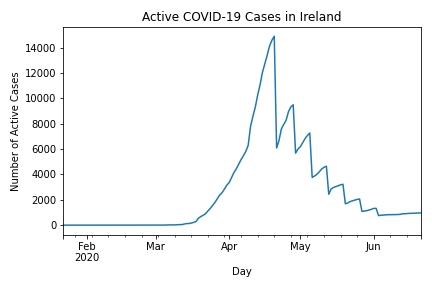 Active COVID-19 Cases in Ireland
Number of Active Cases
14000
12000
10000
8000
6000
4000
2000
0
Feb
2020
Mar
Apr
May
Jun
Day